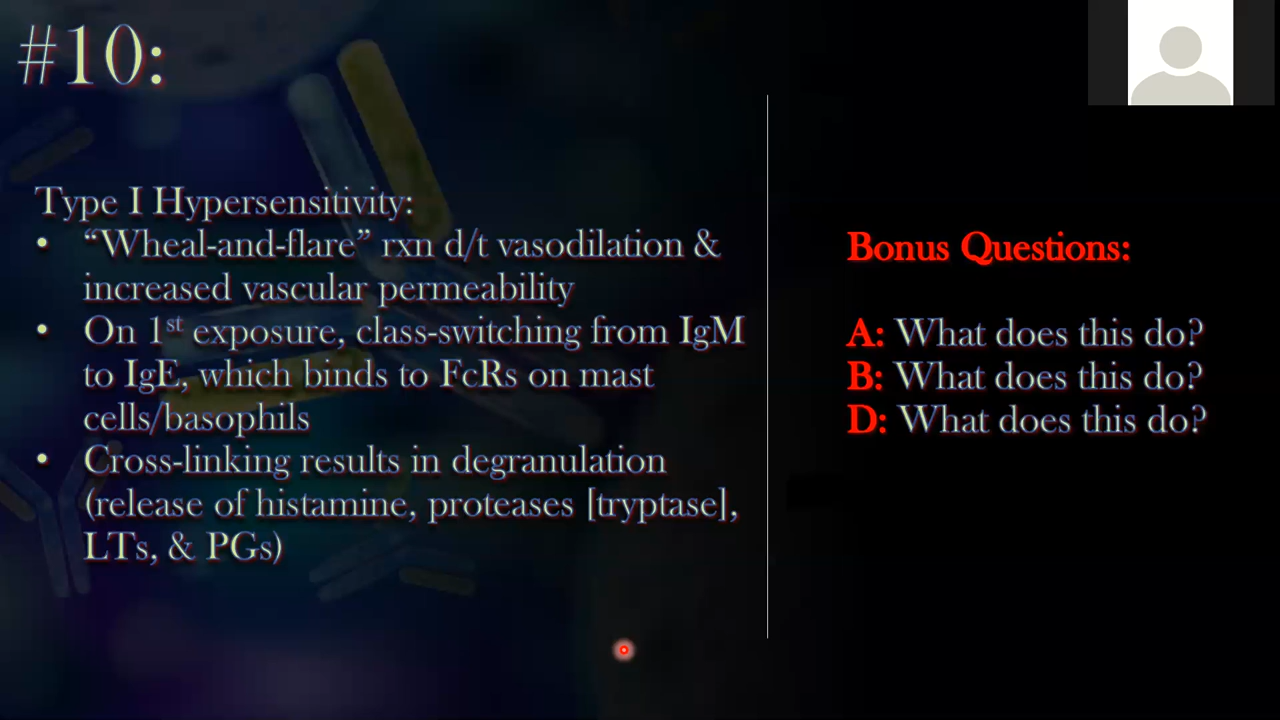 #10:
Type I Hypersensitivity:
• “Wheal-and-flare” rxn d/t vasodilation &
increased vascular permeability
• On 1st exposure, class-switching from IgM
to IgE, which binds to FcRs on mast
cells/basophils
• Cross-linking results in degranulation
(release of histamine, proteases [tryptase],
LTs, & PGs)
Bonus Questions:
A: What does this do?
B: What does this do?
D: What does this do?